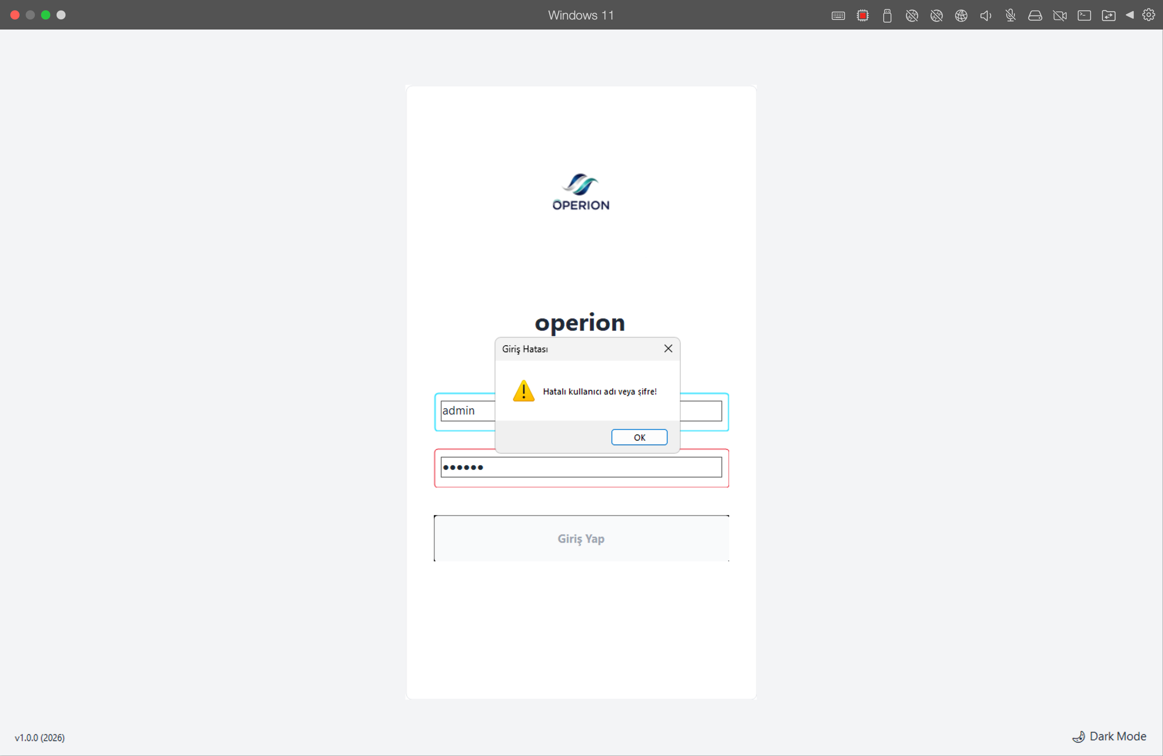 Windows 11
OPERION
operion
Giriş Hatası
Hatalı kullanıcı adı veya şifre!
admin
OK
Giriş Yap
v1.0.0 (2026)
Dark Mode